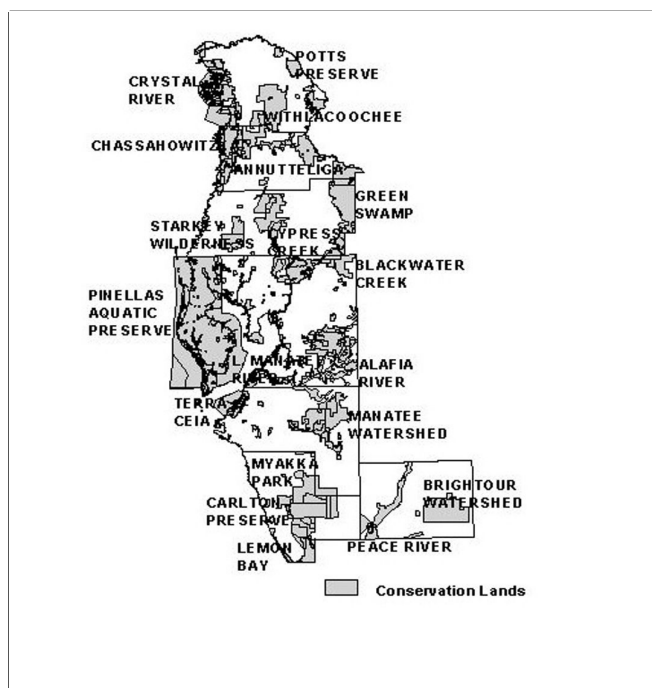 POTTS
PRESERVE
CRYSTAL
RIVER
WITHLACOOCHEE
CHASSAHOWITZ
ANNUTTELIGA
GREEN
SWAMP
STARKEY
WILDERNESS
CYPRESS
CREEK
BLACKWATER
CREEK
PINELLAS
AQUATIC
PRESERVE
L. MANATEE
RIVER
ALAFIA
RIVER
TERRA
CEIA
MANATEE
WATERSHED
MYAKKA
PARK
BRIGHTOUR
WATERSHED
CARLTON
PRESERVE
LEMON
BAY
PEACE RIVER
Conservation Lands